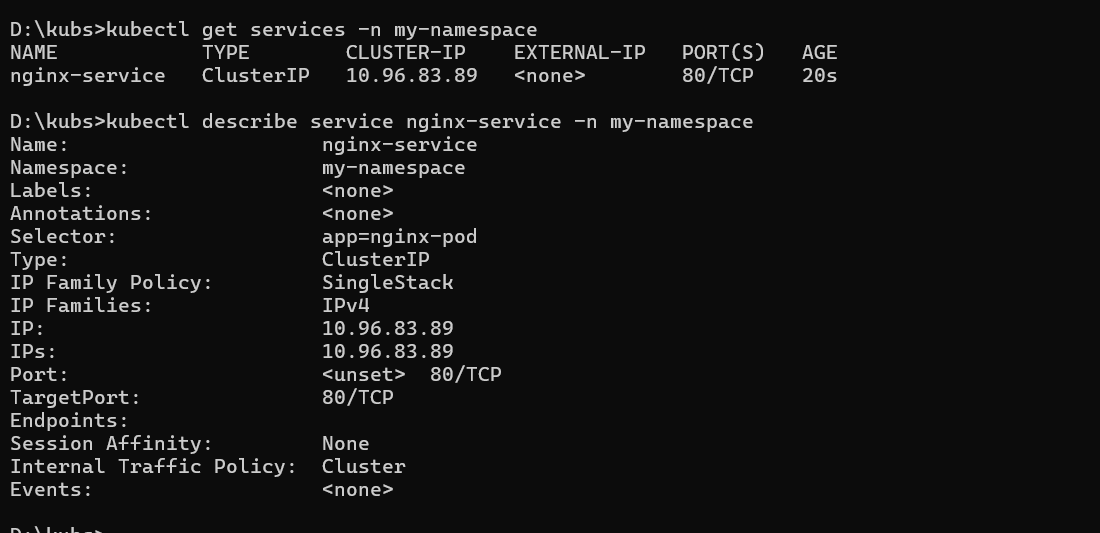 D:\kubs>kubectl get services -n my-namespace
NAME            TYPE        CLUSTER-IP    EXTERNAL-IP   PORT(S)   AGE
nginx-service   ClusterIP   10.96.83.89   <none>        80/TCP    20s
D:\kubs>kubectl describe service nginx-service -n my-namespace
Name:                     nginx-service
Namespace:                my-namespace
Labels:                   <none>
Annotations:              <none>
Selector:                 app=nginx-pod
Type:                     ClusterIP
IP Family Policy:         SingleStack
IP Families:              IPv4
IP:                       10.96.83.89
IPs:                      10.96.83.89
Port:                     <unset>  80/TCP
TargetPort:               80/TCP
Endpoints:
Session Affinity:         None
Internal Traffic Policy:  Cluster
Events:                   <none>
D:\kubs>